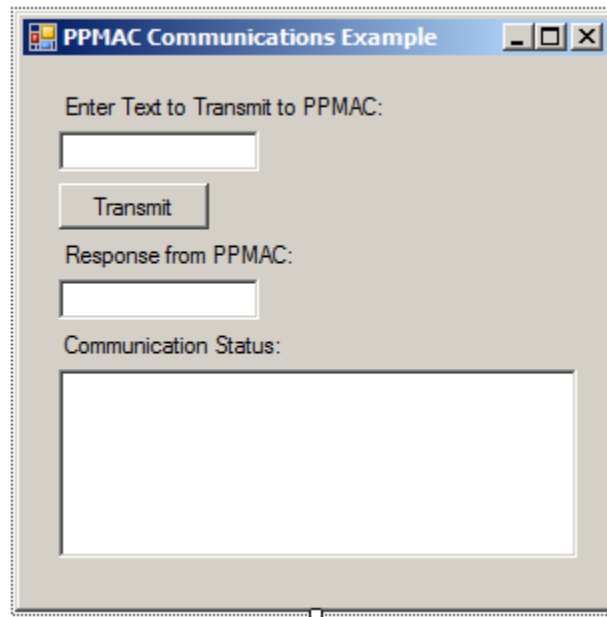 PPMAC Communications Example
Enter Text to Transmit to PPMAC:
Transmit
Response from PPMAC:
Communication Status: